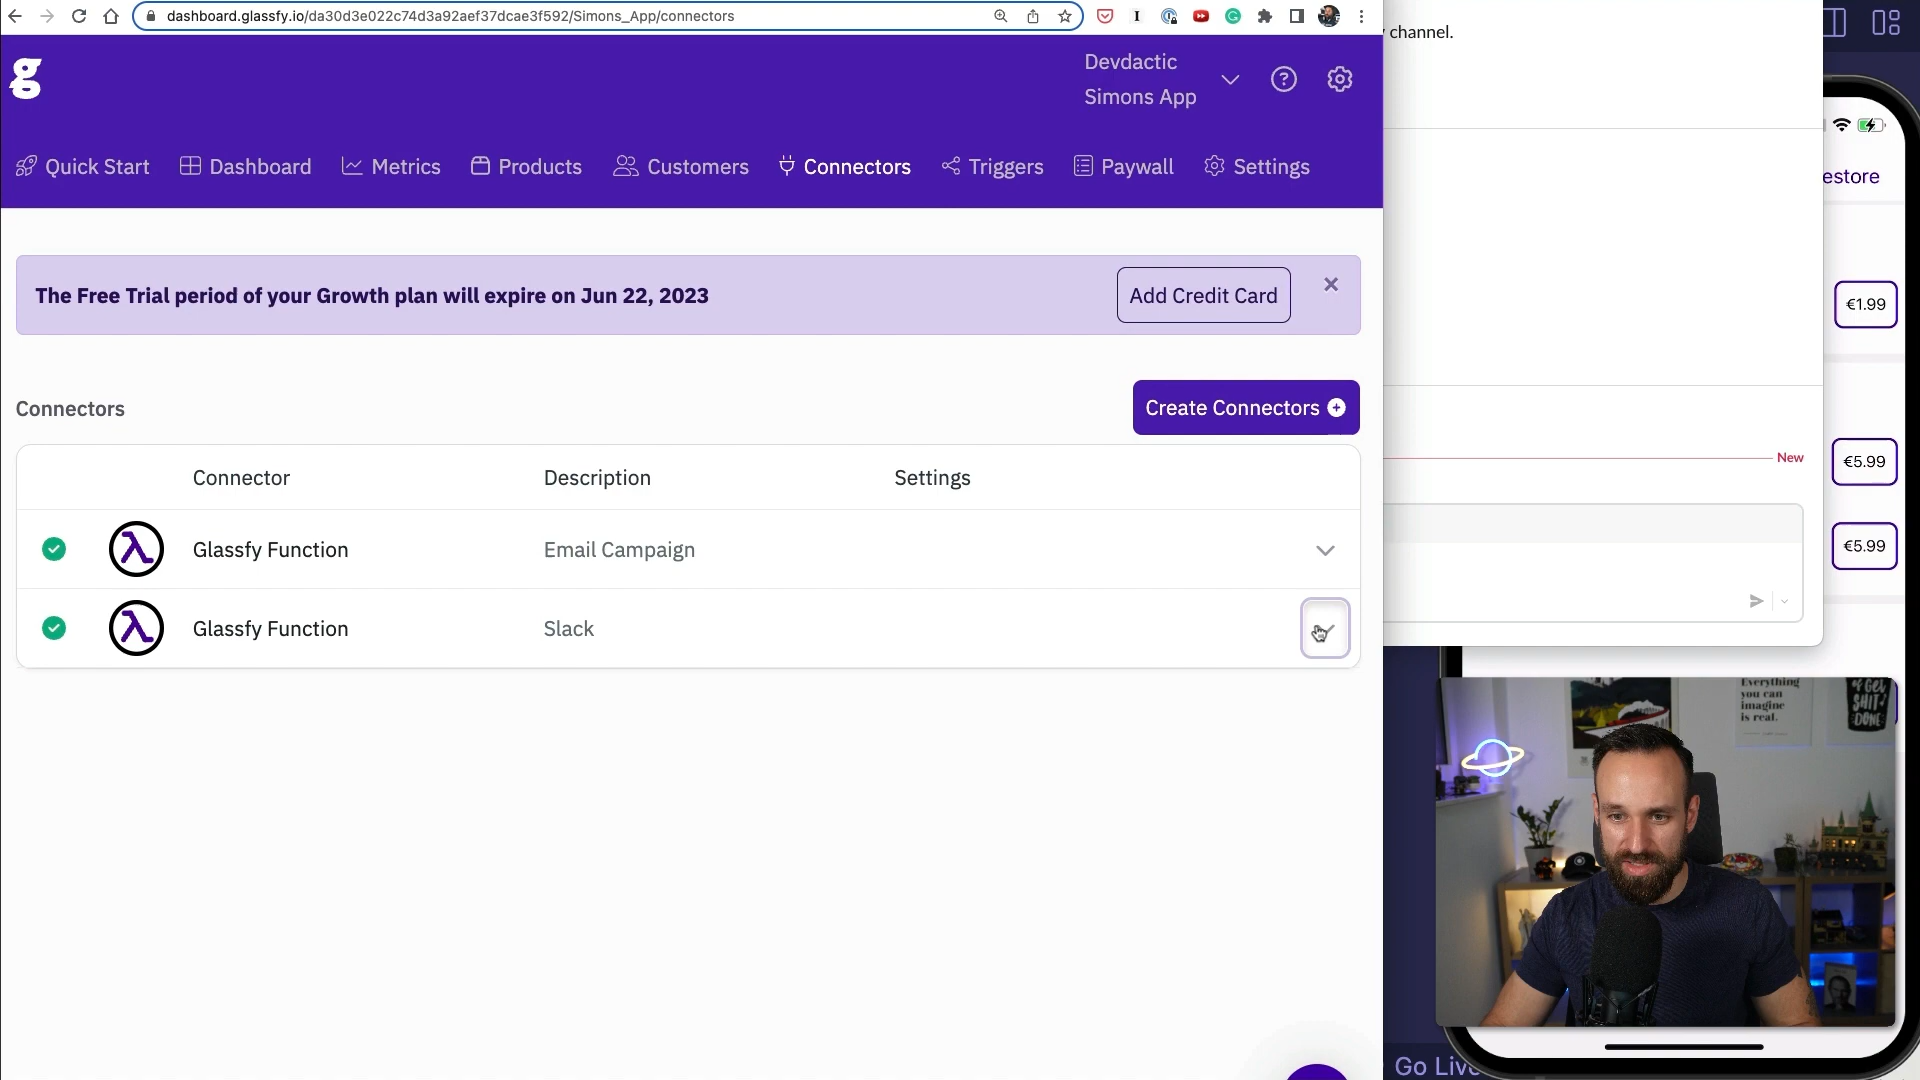 dashboard.glassfy.io/da30d3e022c74d3a92aef37dcae3f592/Simons_App/connectors
channel.
g
Devdactic
Simons App
Quick Start
Dashboard
Metrics
Products
Customers
Connectors
Triggers
Paywall
Settings
estore
The Free Trial period of your Growth plan will expire on Jun 22, 2023
Add Credit Card
€1.99
Connectors
Create Connectors
New
€5.99
Connector
Description
Settings
Glassfy Function
Email Campaign
€5.99
Glassfy Function
Slack
Everything
you can
imagine
is real.
GET
SHIT
DONE
Go Live